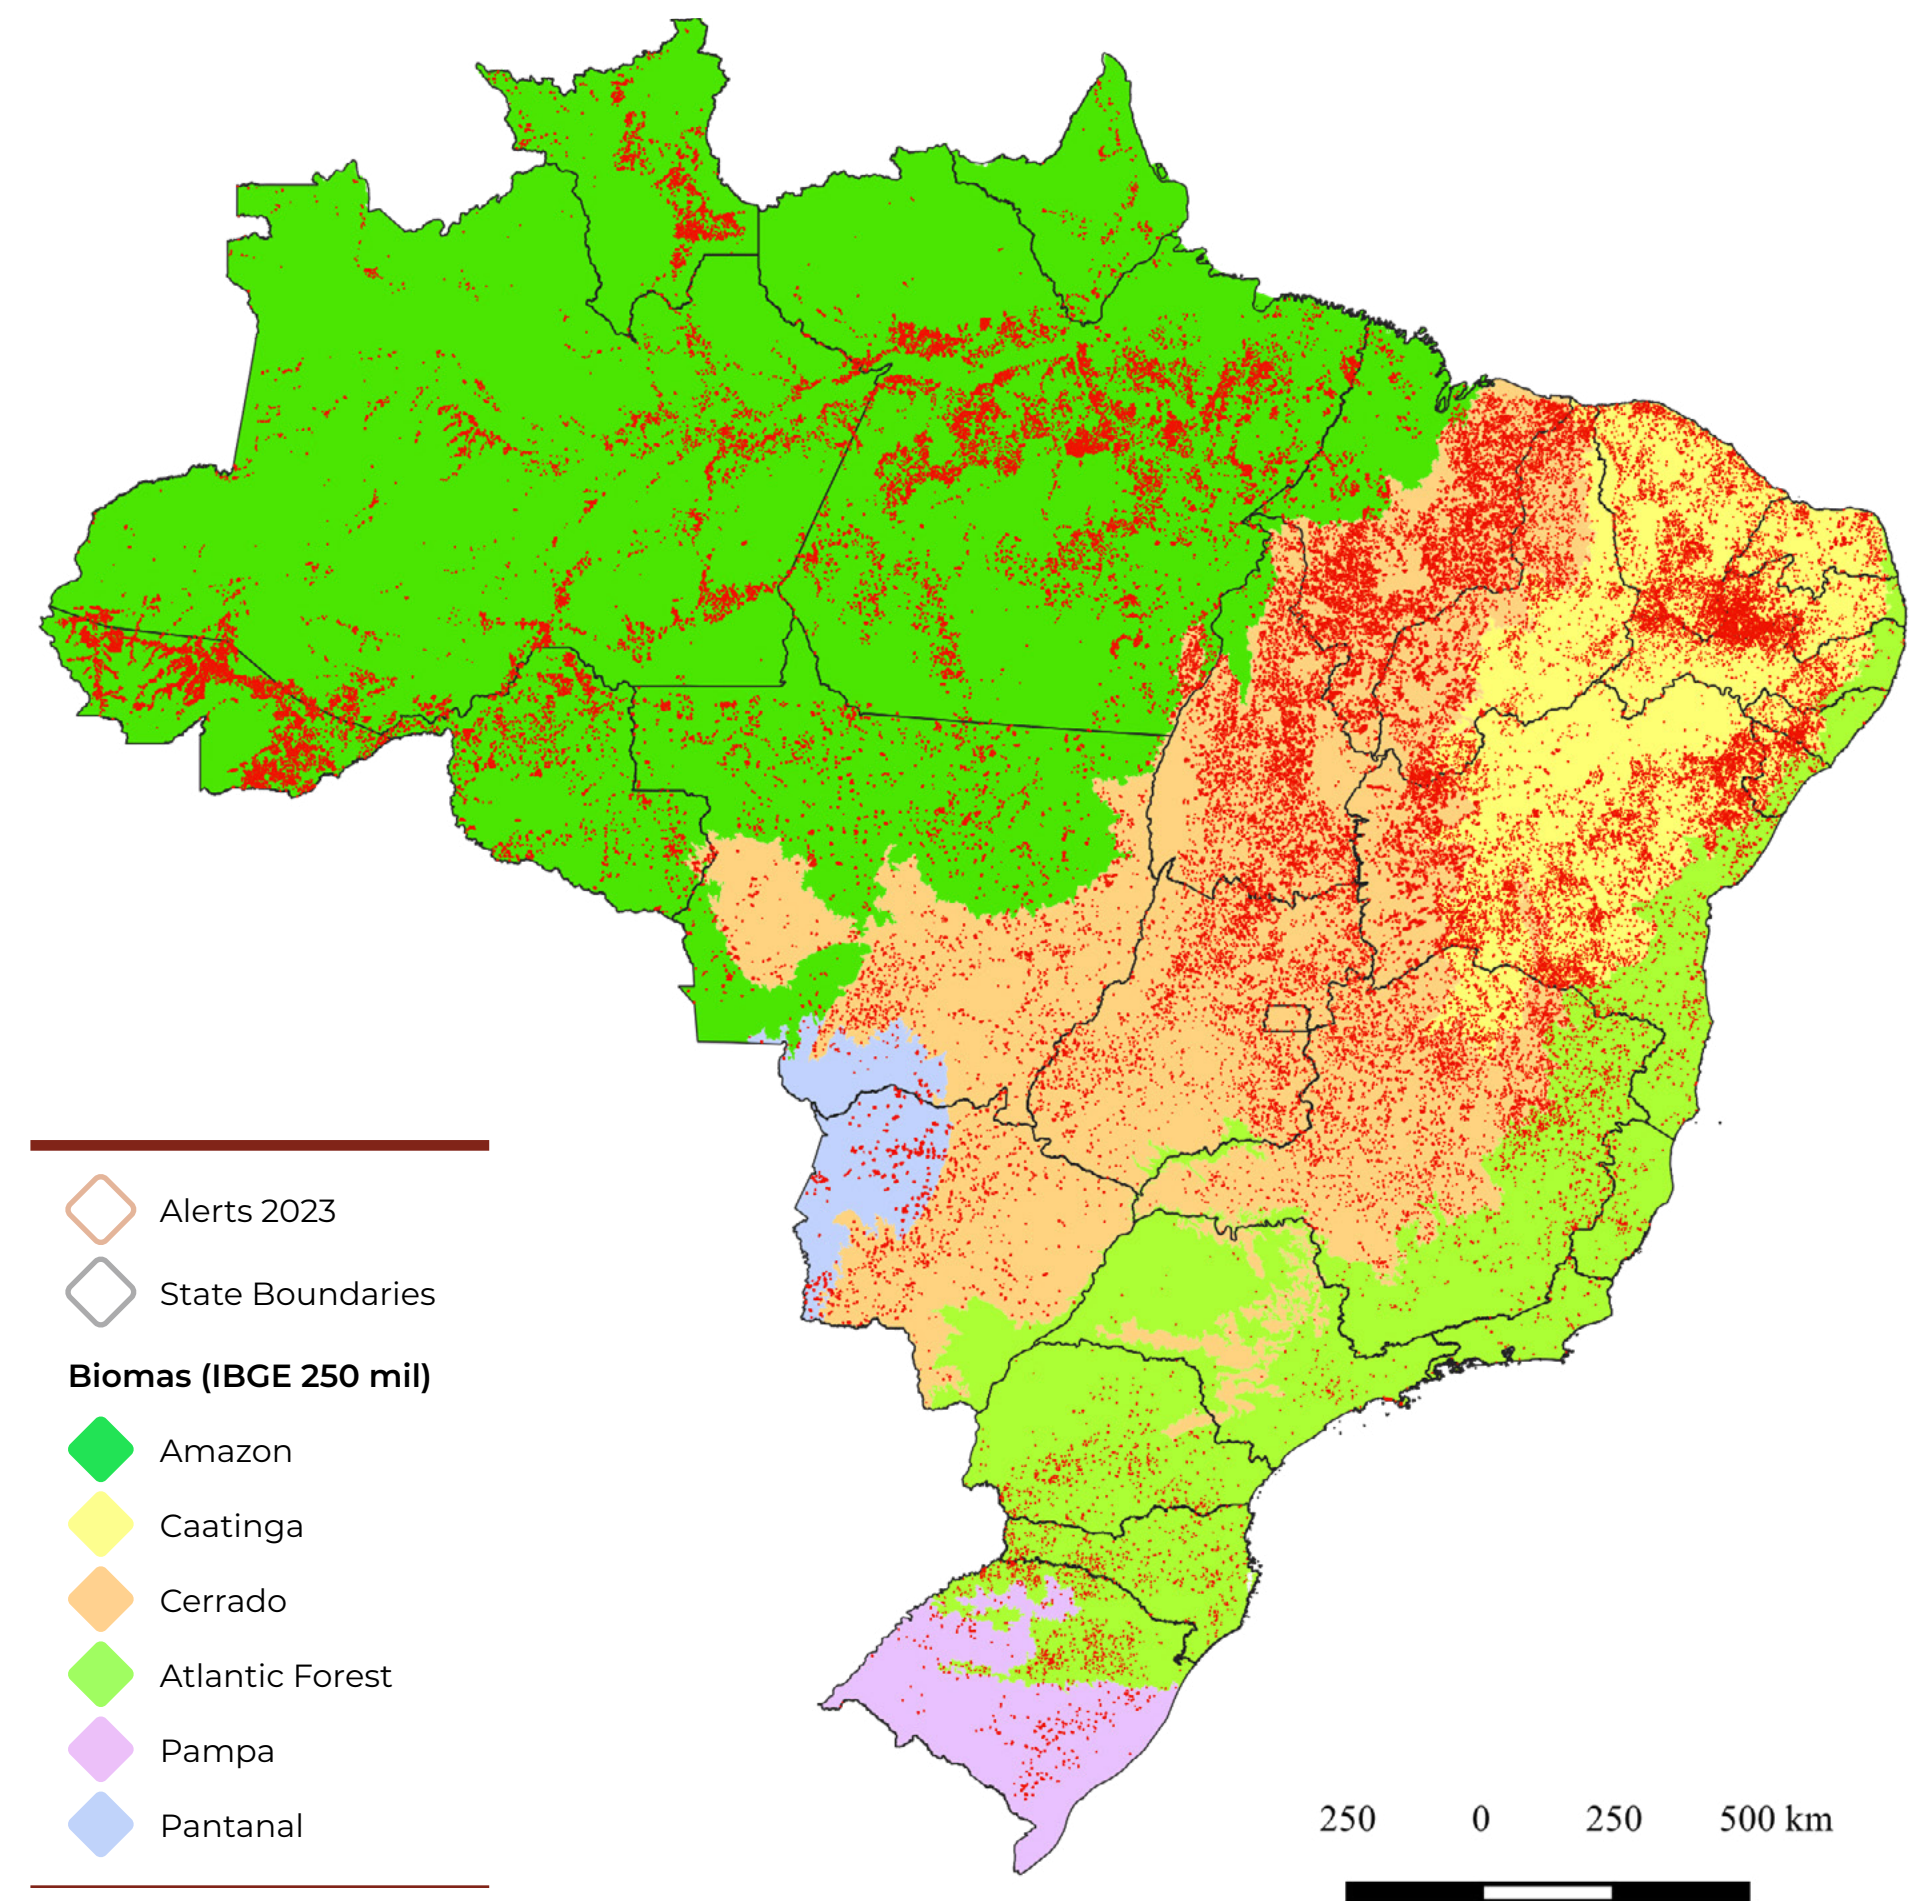 Alerts 2023
State Boundaries
Biomas (IBGE 250 mil)
Amazon
Caatinga
Cerrado
Atlantic Forest
Pampa
Pantanal
250 0 250 500 km